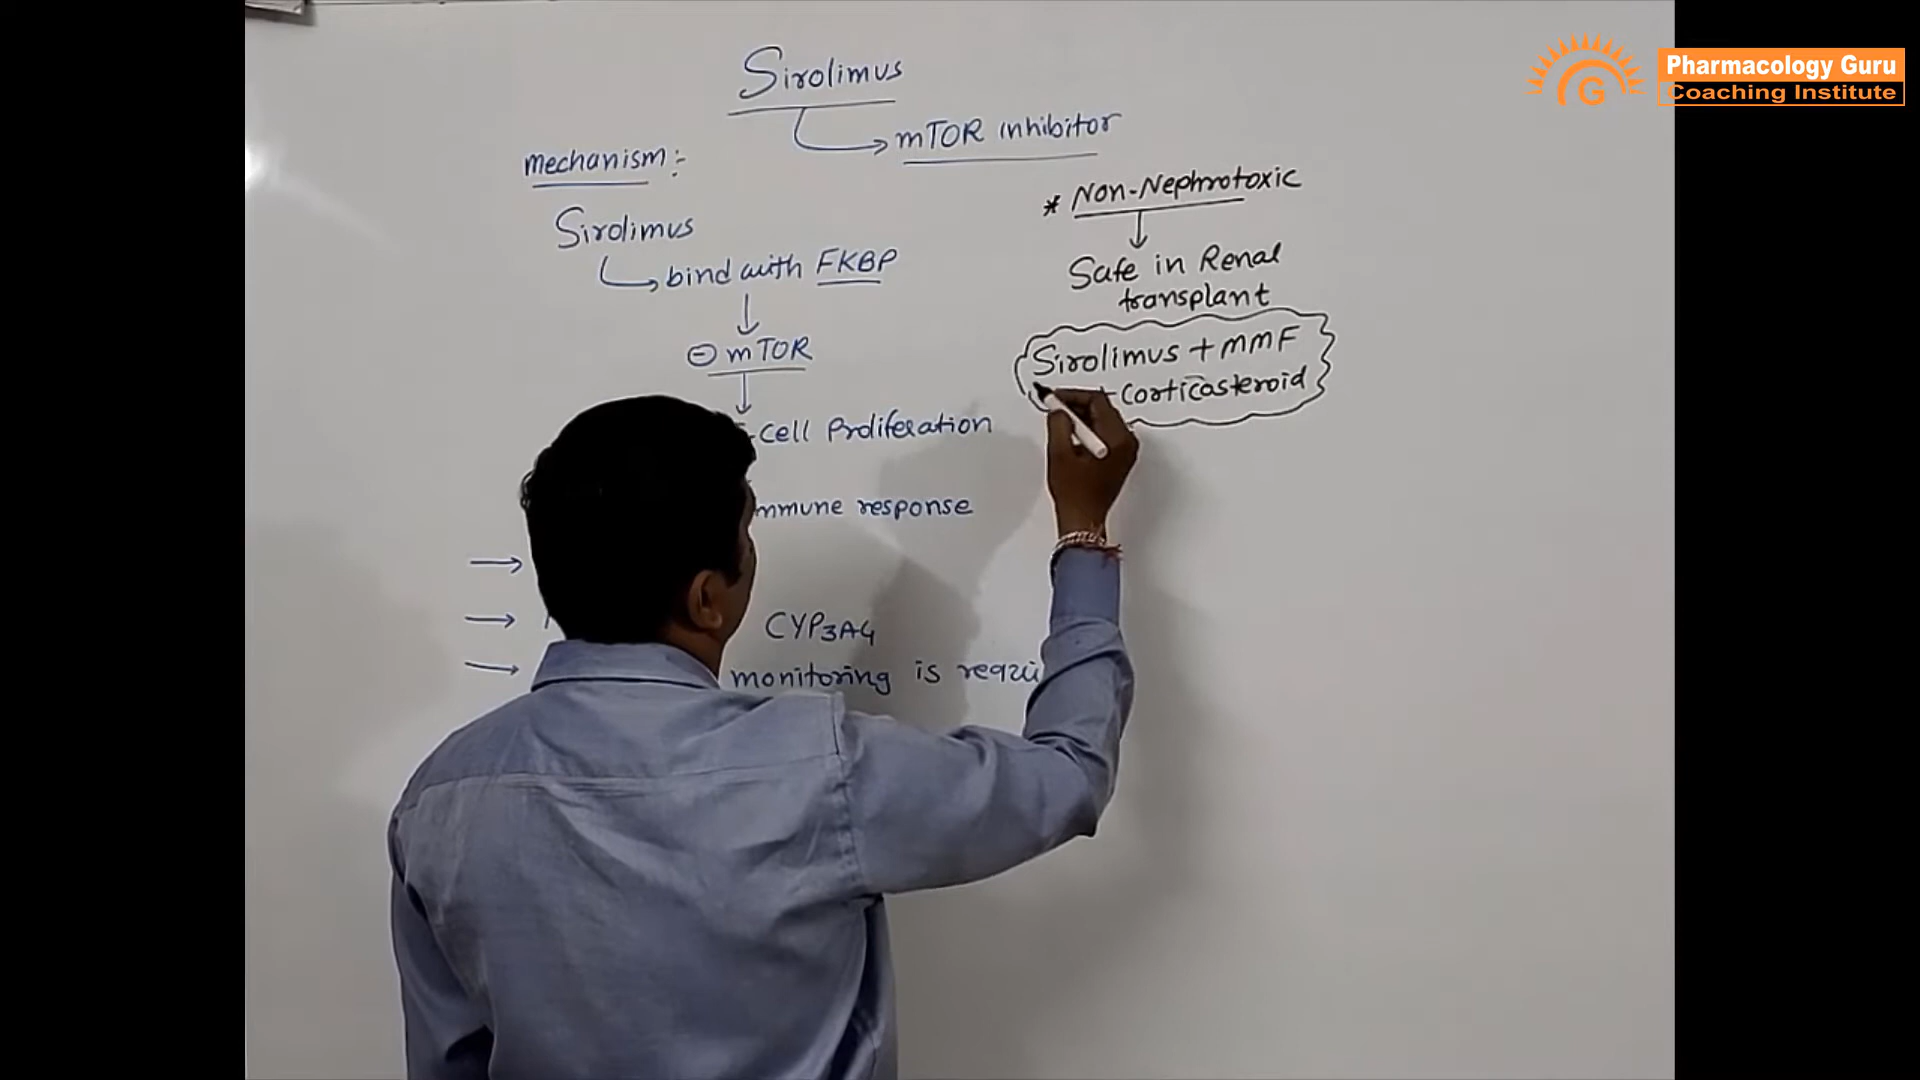 Sirolimus
mTOR inhibitor
mechanism :-
Sirolimus
bind with FKBP
⊖ mTOR
-cell Proliferation
mmune response
CYP3A4
monitoring is requi
* Non-Nephrotoxic
Safe in Renal
transplant
Sirolimus + MMF
+ Corticasteroid
Pharmacology Guru
Coaching Institute
G